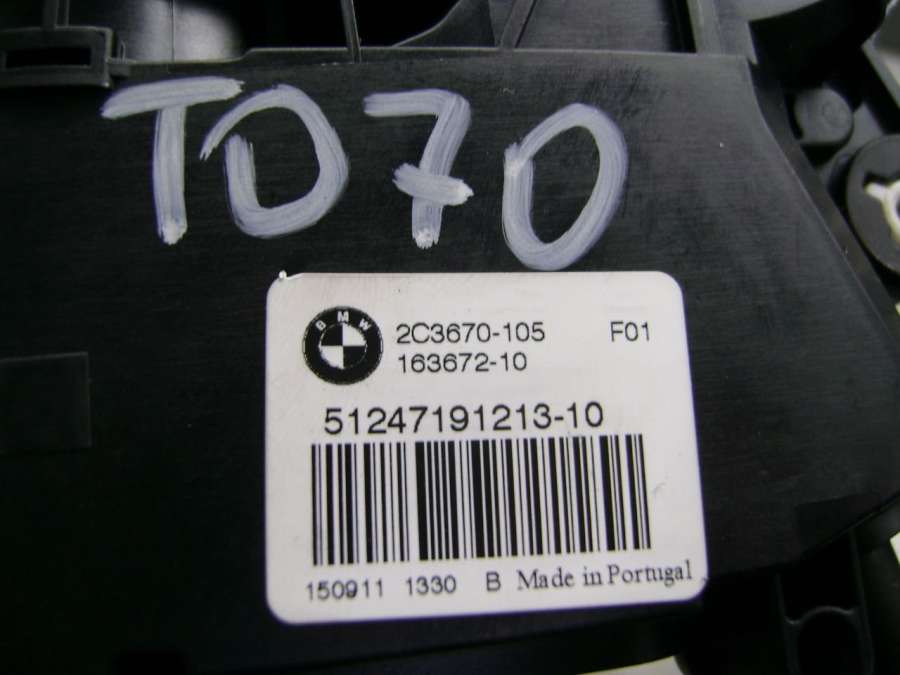 TD70
BMW
2C3670-105 F01
163672-10
51247191213-10
150911 1330 B Made in Portugal